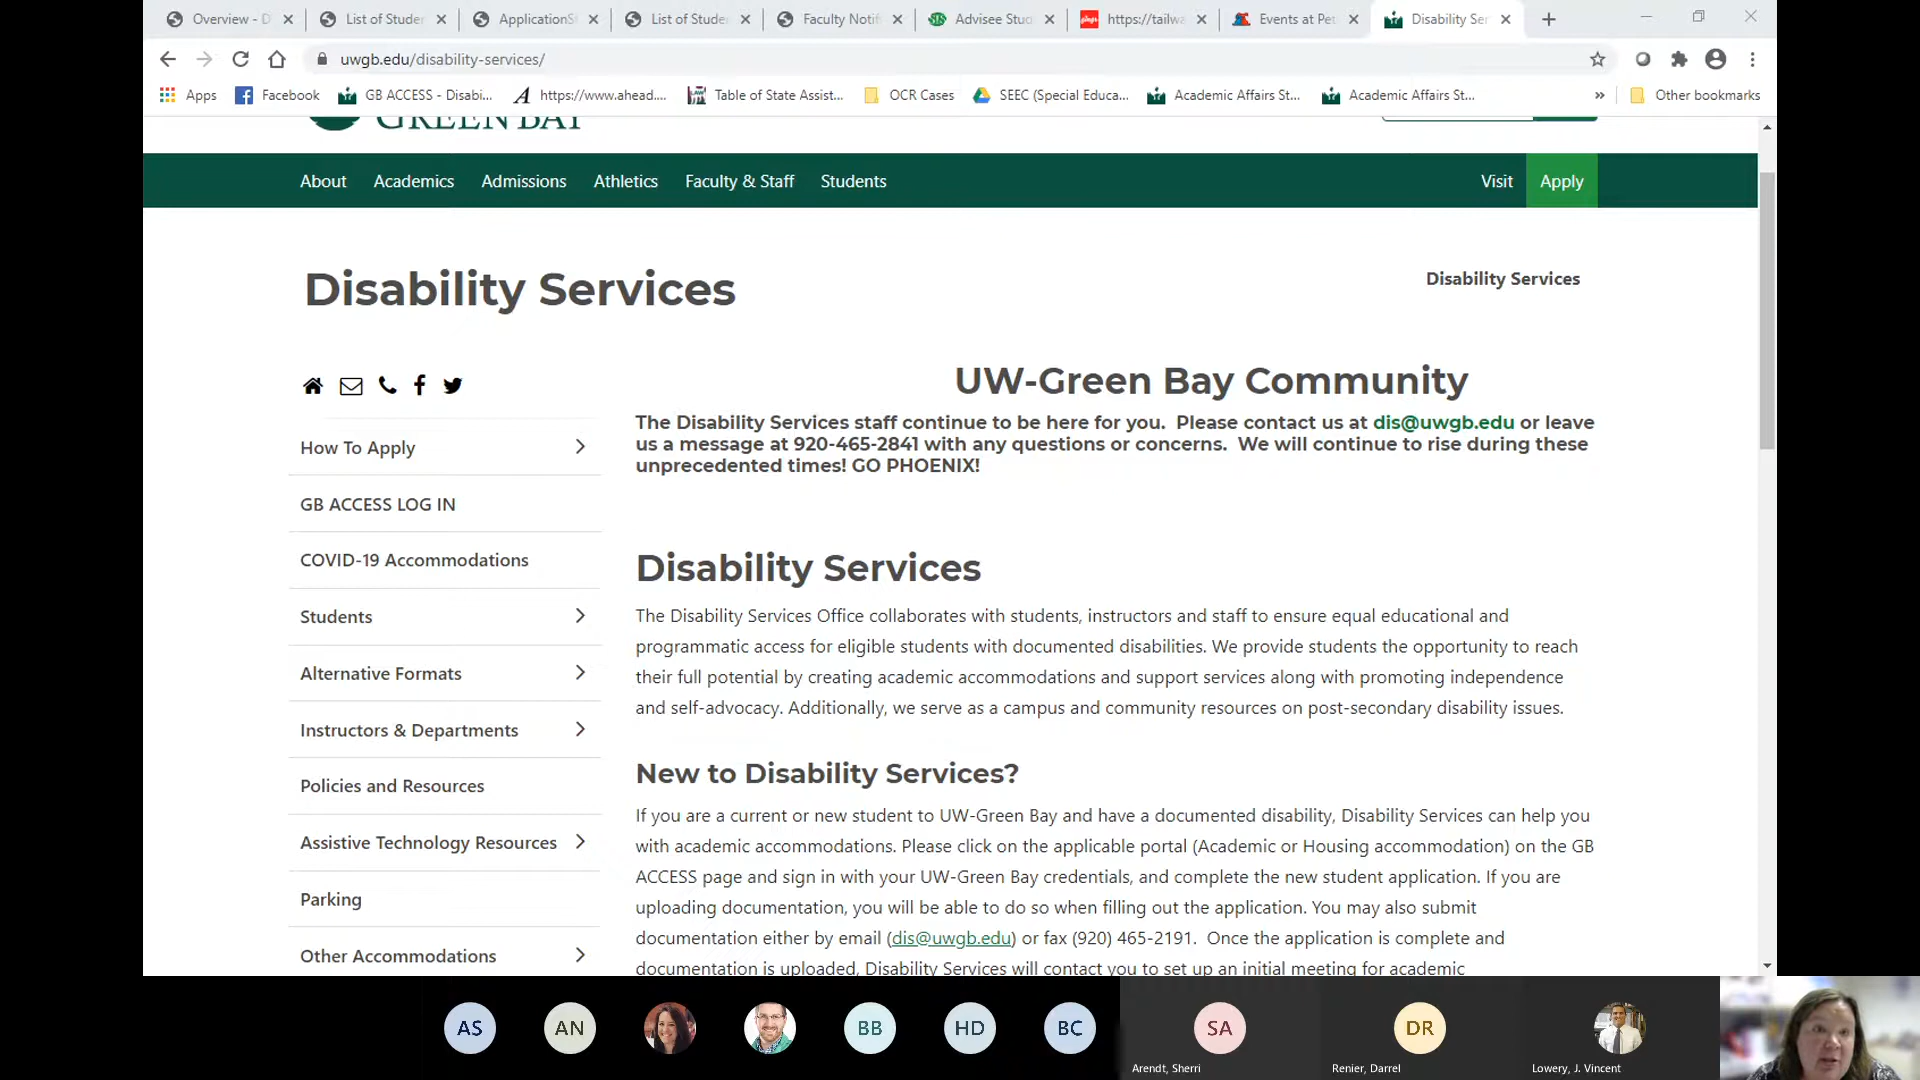 Overview - D
List of Studen
ApplicationSt
List of Studen
Faculty Notifi
SIS
Advisee Stud
https://tailwa
Events at Pet
Disability Ser
uwgb.edu/disability-services/
Apps
Facebook
GB ACCESS - Disabi...
https://www.ahead....
Table of State Assist...
OCR Cases
SEEC (Special Educa...
Academic Affairs St...
Academic Affairs St...
»
Other bookmarks
GREEN BAY
About Academics Admissions Athletics Faculty & Staff Students Visit Apply
Disability Services
Disability Services
How To Apply
GB ACCESS LOG IN
COVID-19 Accommodations
Students
Alternative Formats
Instructors & Departments
Policies and Resources
Assistive Technology Resources
Parking
Other Accommodations
UW-Green Bay Community
The Disability Services staff continue to be here for you. Please contact us at dis@uwgb.edu or leave
us a message at 920-465-2841 with any questions or concerns. We will continue to rise during these
unprecedented times! GO PHOENIX!
Disability Services
The Disability Services Office collaborates with students, instructors and staff to ensure equal educational and
programmatic access for eligible students with documented disabilities. We provide students the opportunity to reach
their full potential by creating academic accommodations and support services along with promoting independence
and self-advocacy. Additionally, we serve as a campus and community resources on post-secondary disability issues.
New to Disability Services?
If you are a current or new student to UW-Green Bay and have a documented disability, Disability Services can help you
with academic accommodations. Please click on the applicable portal (Academic or Housing accommodation) on the GB
ACCESS page and sign in with your UW-Green Bay credentials, and complete the new student application. If you are
uploading documentation, you will be able to do so when filling out the application. You may also submit
documentation either by email (dis@uwgb.edu) or fax (920) 465-2191. Once the application is complete and
documentation is uploaded, Disability Services will contact you to set up an initial meeting for academic
AS
AN
BB
HD
BC
SA
DR
Arendt, Sherri
Renier, Darrel
Lowery, J. Vincent